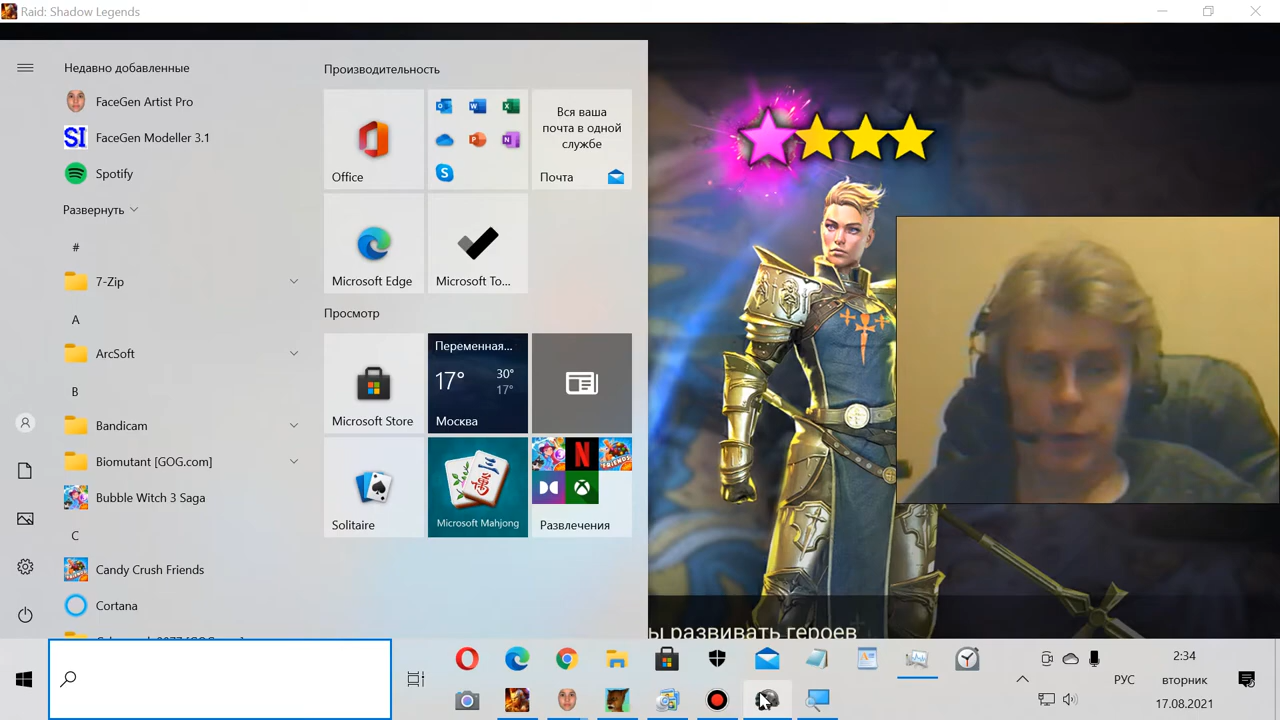 Raid: Shadow Legends
Недавно добавленные
FaceGen Artist Pro
FaceGen Modeller 3.1
Spotify
Развернуть
#
7-Zip
A
ArcSoft
B
Bandicam
Biomutant [GOG.com]
Bubble Witch 3 Saga
C
Candy Crush Friends
Cortana
Производительность
Office
Вся ваша
почта в одной
службе
Почта
Microsoft Edge
Microsoft To...
Просмотр
Microsoft Store
Переменная...
17° 30°
17°
Москва
Solitaire
Microsoft Mahjong
Развлечения
ы развивать героев
РУС
2:34
вторник
17.08.2021